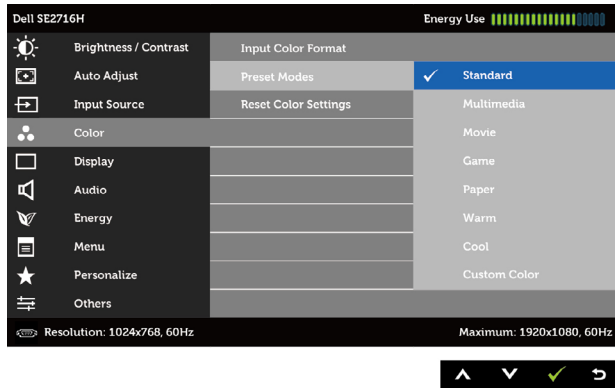 Dell SE2716H Energy Use
Brightness / Contrast Input Color Format
Auto Adjust Preset Modes Standard
Input Source Reset Color Settings Multimedia
Color Movie
Display Game
Audio Paper
Energy Warm
Menu Cool
Personalize Custom Color
Others
Resolution: 1024x768, 60Hz Maximum: 1920x1080, 60Hz